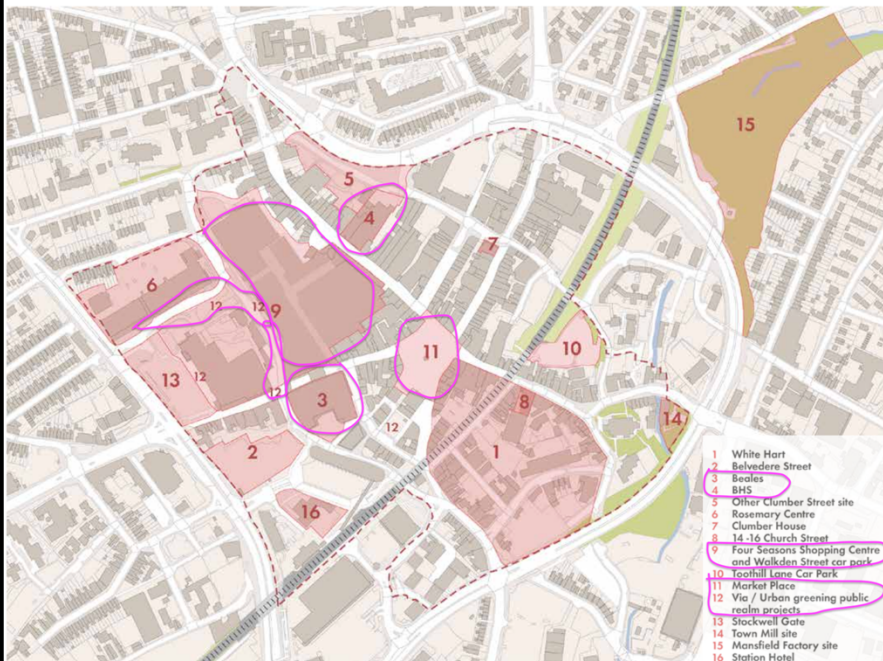 15
5
4
7
6
12
12
9
11
10
13
12
12
3
8
12
14
1
2
16
1 White Hart
2 Belvedere Street
3 Beales
4 BHS
5 Other Clumber Street site
6 Rosemary Centre
7 Clumber House
8 14 -16 Church Street
9 Four Seasons Shopping Centre
and Walkden Street car park
10 Toothill Lane Car Park
11 Market Place
12 Via / Urban greening public
realm projects
13 Stockwell Gate
14 Town Mill site
15 Mansfield Factory site
16 Station Hotel